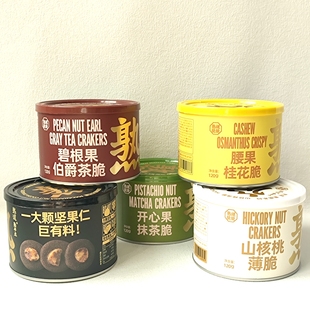 PECAN NUT EARL
GRAY TEA CRAKERS
碧根果
伯爵茶脆
熟
CASHEW
OSMANTHUS CRISPY
腰果
桂花脆
130G
一大颗坚果仁
巨有料!
PISTACHIO NUT
MATCHA CRAKERS
开心果
抹茶脆
HICKORY NUT
CRAKERS
山核桃
薄脆